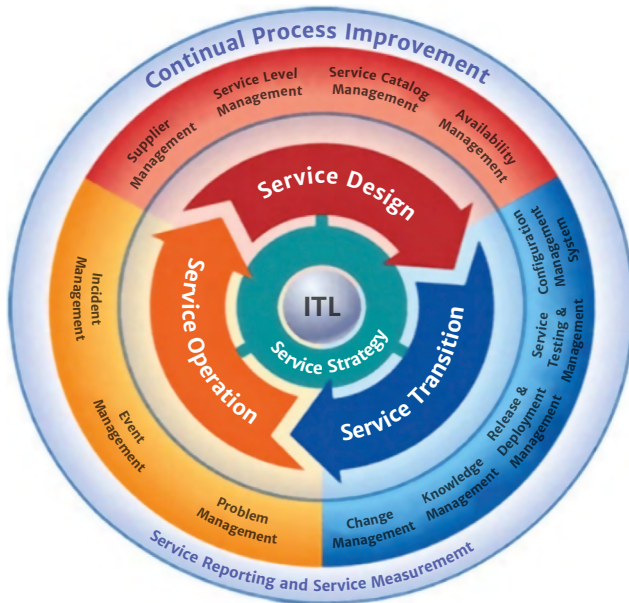 Continual Process Improvement
Supplier
Management
Service Level
Management
Service Catalog
Management
Availability
Management
System
Management
Configuration
Service
Testing &
Management
Release &
Deployment
Management
Knowledge
Management
Change
Management
Problem
Management
Event
Management
Incident
Management
Service Design
Service Transition
Service Operation
ITL
Service Strategy
Service Reporting and Service Measurememt